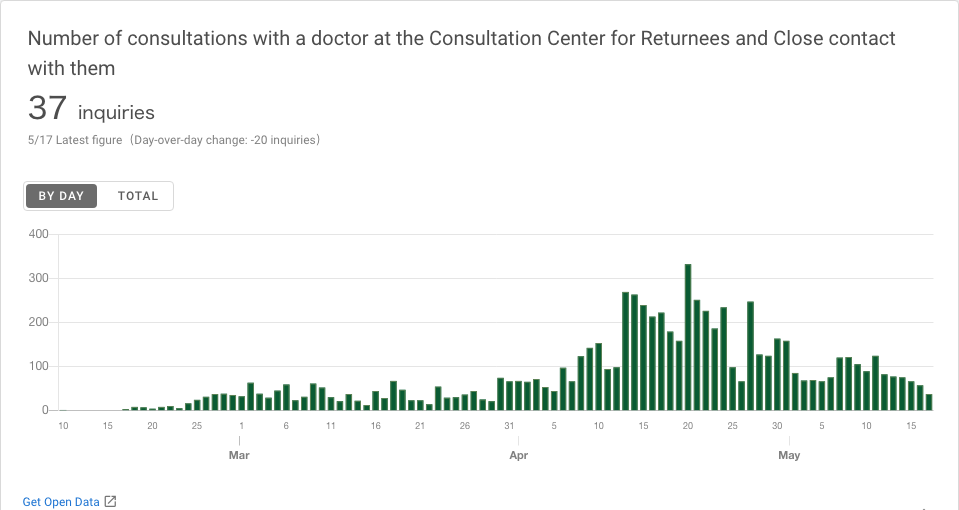 Number of consultations with a doctor at the Consultation Center for Returnees and Close contact
with them
37 inquiries
5/17 Latest figure（Day-over-day change: -20 inquiries）
BY DAY TOTAL
400
300
200
100
0
10 15 20 25 1 6 11 16 21 26 31 5 10 15 20 25 30 5 10 15
Mar Apr May
Get Open Data